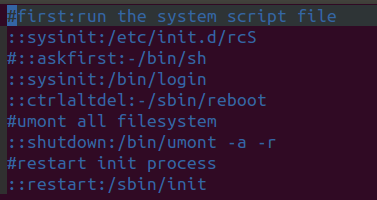 #first:run the system script file
::sysinit:/etc/init.d/rcS
#::askfirst:-/bin/sh
::sysinit:/bin/login
::ctrlaltdel:-/sbin/reboot
#umont all filesystem
::shutdown:/bin/umont -a -r
#restart init process
::restart:/sbin/init